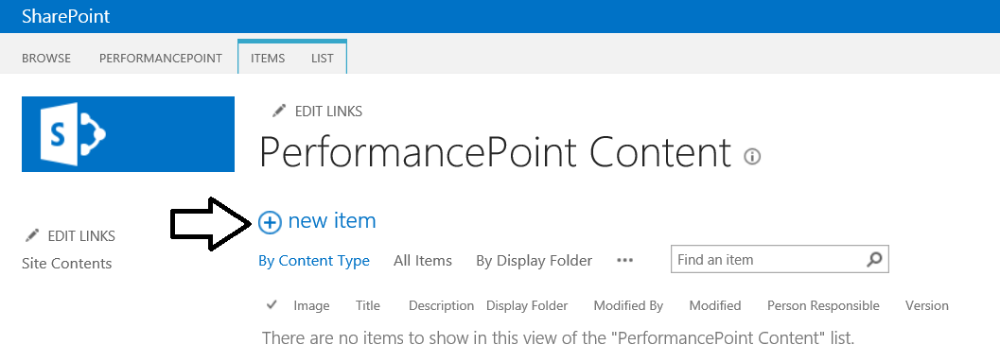 SharePoint
BROWSE PERFORMANCEPOINT ITEMS LIST
S
EDIT LINKS
PerformancePoint Content
new item
EDIT LINKS
Site Contents
By Content Type All Items By Display Folder ••• Find an item
Image Title Description Display Folder Modified By Modified Person Responsible Version
There are no items to show in this view of the "PerformancePoint Content" list.